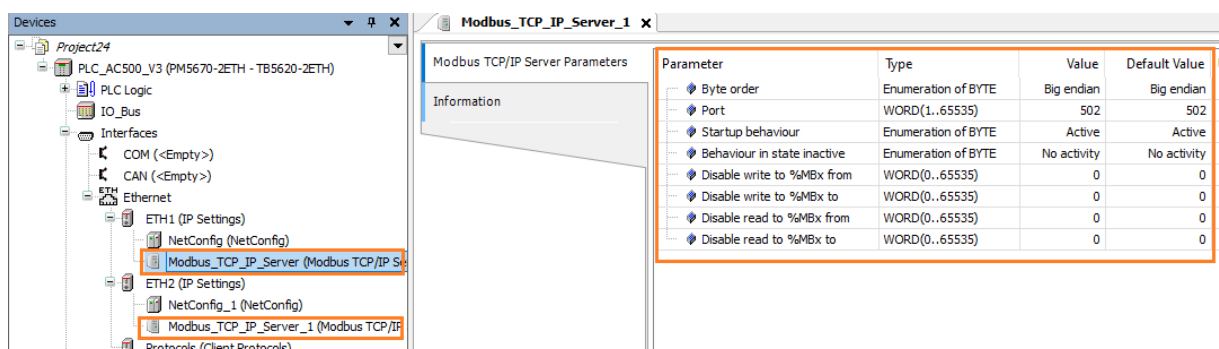 Devices
Project24
PLC_AC500_V3 (PM5670-2ETH - TB5620-2ETH)
PLC Logic
IO_Bus
Interfaces
COM (<Empty>)
CAN (<Empty>)
ETH
Ethernet
ETH1 (IP Settings)
NetConfig (NetConfig)
Modbus_TCP_IP_Server (Modbus TCP/IP Se
ETH2 (IP Settings)
NetConfig_1 (NetConfig)
Modbus_TCP_IP_Server_1 (Modbus TCP/IP
Protocols (Client Protocols)
Modbus_TCP_IP_Server_1
Modbus TCP/IP Server Parameters
Information
Parameter Type Value Default Value
Byte order Enumeration of BYTE Big endian Big endian
Port WORD(1..65535) 502 502
Startup behaviour Enumeration of BYTE Active Active
Behaviour in state inactive Enumeration of BYTE No activity No activity
Disable write to %MBx from WORD(0..65535) 0 0
Disable write to %MBx to WORD(0..65535) 0 0
Disable read to %MBx from WORD(0..65535) 0 0
Disable read to %MBx to WORD(0..65535) 0 0